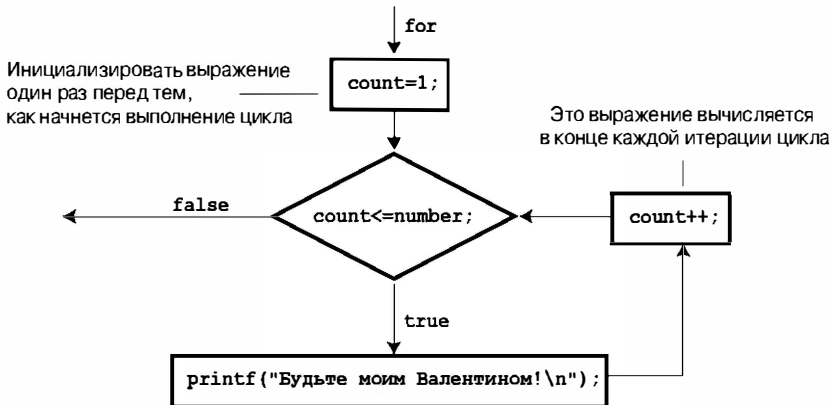 for
Инициализировать выражение
один раз перед тем,
как начнется выполнение цикла
count=1;
Это выражение вычисляется
в конце каждой итерации цикла
false
count<=number;
count++;
true
printf("Будьте моим Валентином!\n");